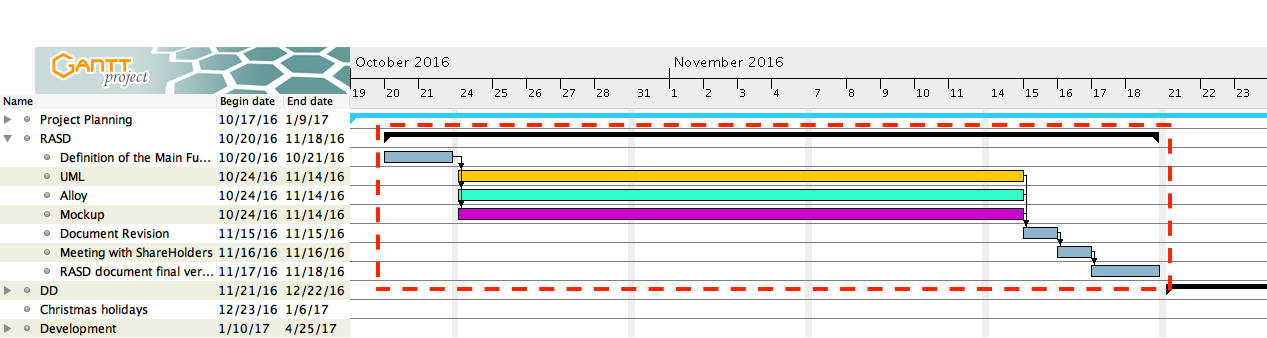 GANTT
project
October 2016
November 2016
19 20 21 24 25 26 27 28 31 1 2 3 4 7 8 9 10 11 14 15 16 17 18 21 22 23
Name Begin date End date
Project Planning 10/17/16 1/9/17
RASD 10/20/16 11/18/16
Definition of the Main Fu... 10/20/16 10/21/16
UML 10/24/16 11/14/16
Alloy 10/24/16 11/14/16
Mockup 10/24/16 11/14/16
Document Revision 11/15/16 11/15/16
Meeting with ShareHolders 11/16/16 11/16/16
RASD document final ver... 11/17/16 11/18/16
DD 11/21/16 12/22/16
Christmas holidays 12/23/16 1/6/17
Development 1/10/17 4/25/17